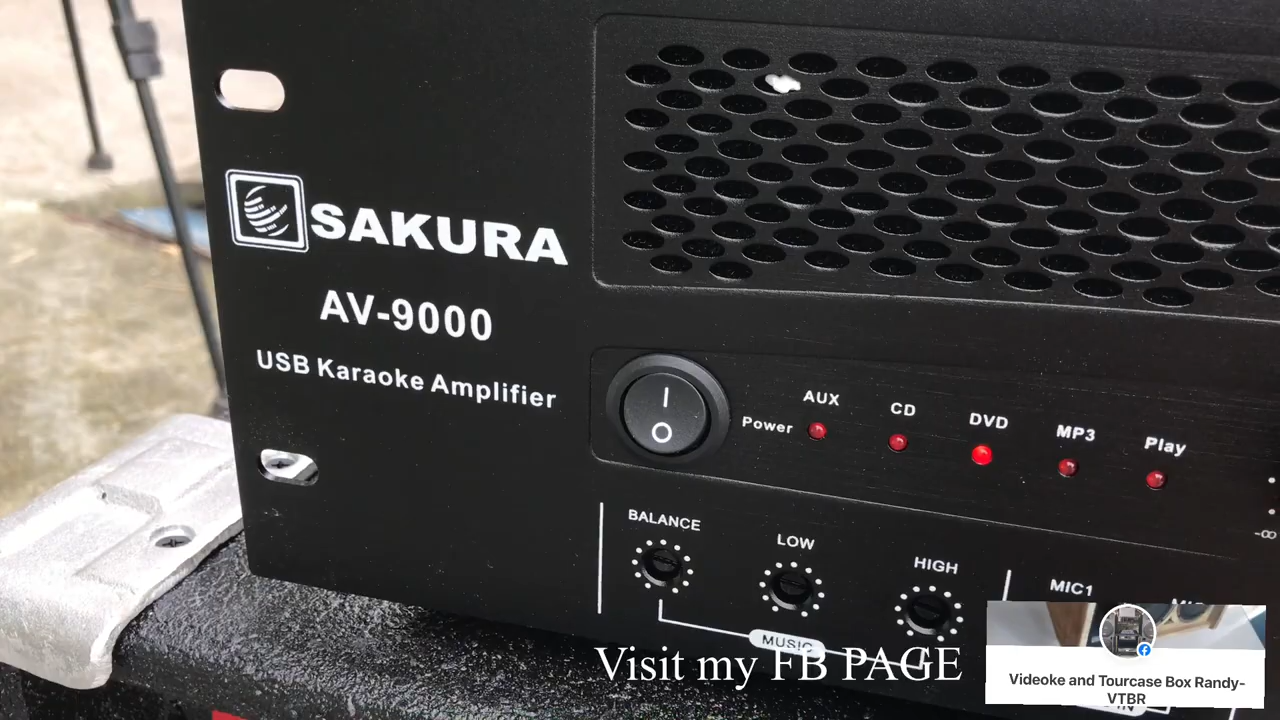 SAKURA
AV-9000
USB Karaoke Amplifier
Power
AUX
CD
DVD
MP3
Play
BALANCE
LOW
HIGH
MIC1
MUSIC
-∞
Visit my FB PAGE
Videoke and Tourcase Box Randy-
VTBR